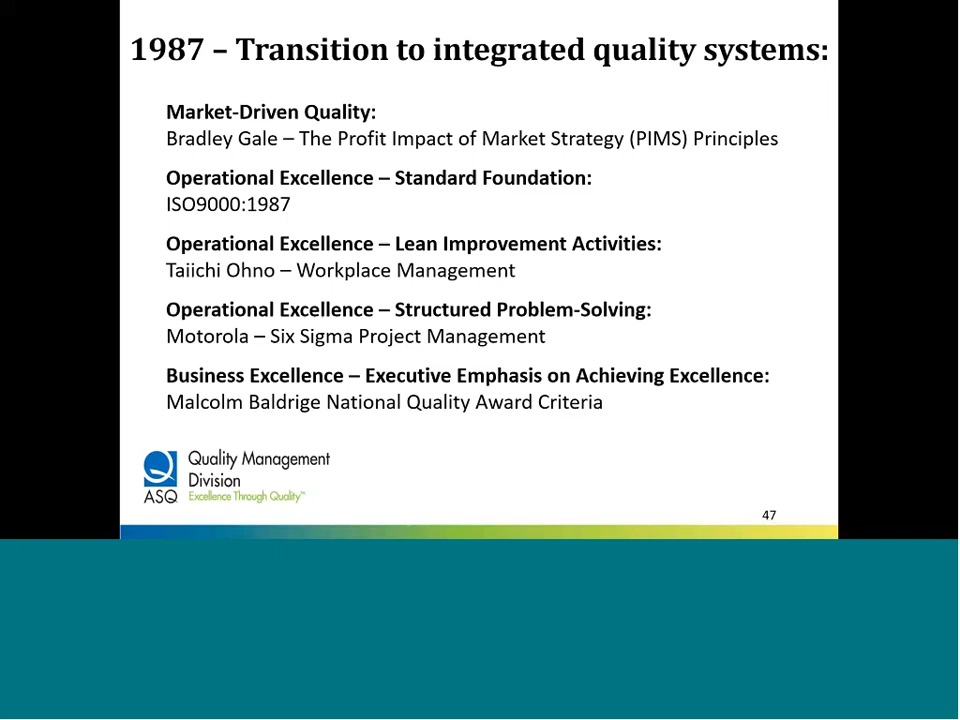 1987 – Transition to integrated quality systems:
Market-Driven Quality:
Bradley Gale – The Profit Impact of Market Strategy (PIMS) Principles
Operational Excellence – Standard Foundation:
ISO9000:1987
Operational Excellence – Lean Improvement Activities:
Taiichi Ohno – Workplace Management
Operational Excellence – Structured Problem-Solving:
Motorola – Six Sigma Project Management
Business Excellence – Executive Emphasis on Achieving Excellence:
Malcolm Baldrige National Quality Award Criteria
Quality Management
Division
ASQ Excellence Through Quality™
47